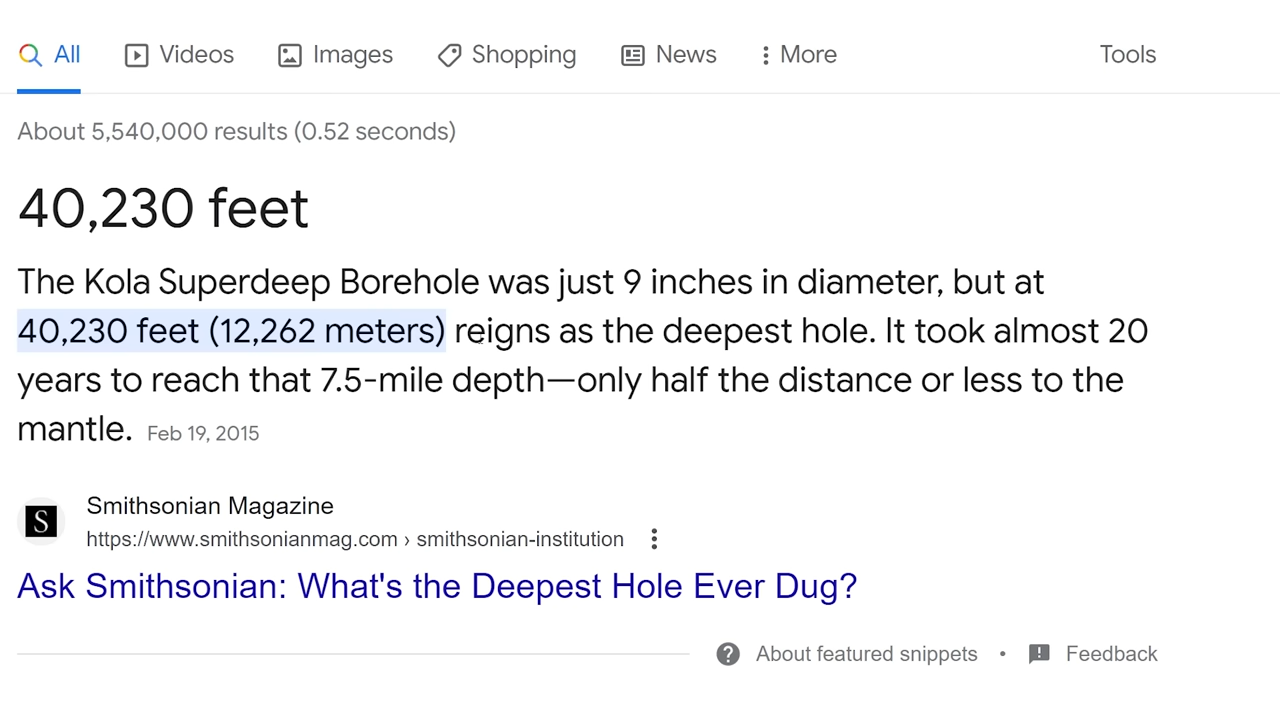 All Videos Images Shopping News More Tools
About 5,540,000 results (0.52 seconds)
40,230 feet
The Kola Superdeep Borehole was just 9 inches in diameter, but at
40,230 feet (12,262 meters) reigns as the deepest hole. It took almost 20
years to reach that 7.5-mile depth—only half the distance or less to the
mantle. Feb 19, 2015
S
Smithsonian Magazine
https://www.smithsonianmag.com › smithsonian-institution
Ask Smithsonian: What's the Deepest Hole Ever Dug?
About featured snippets • Feedback